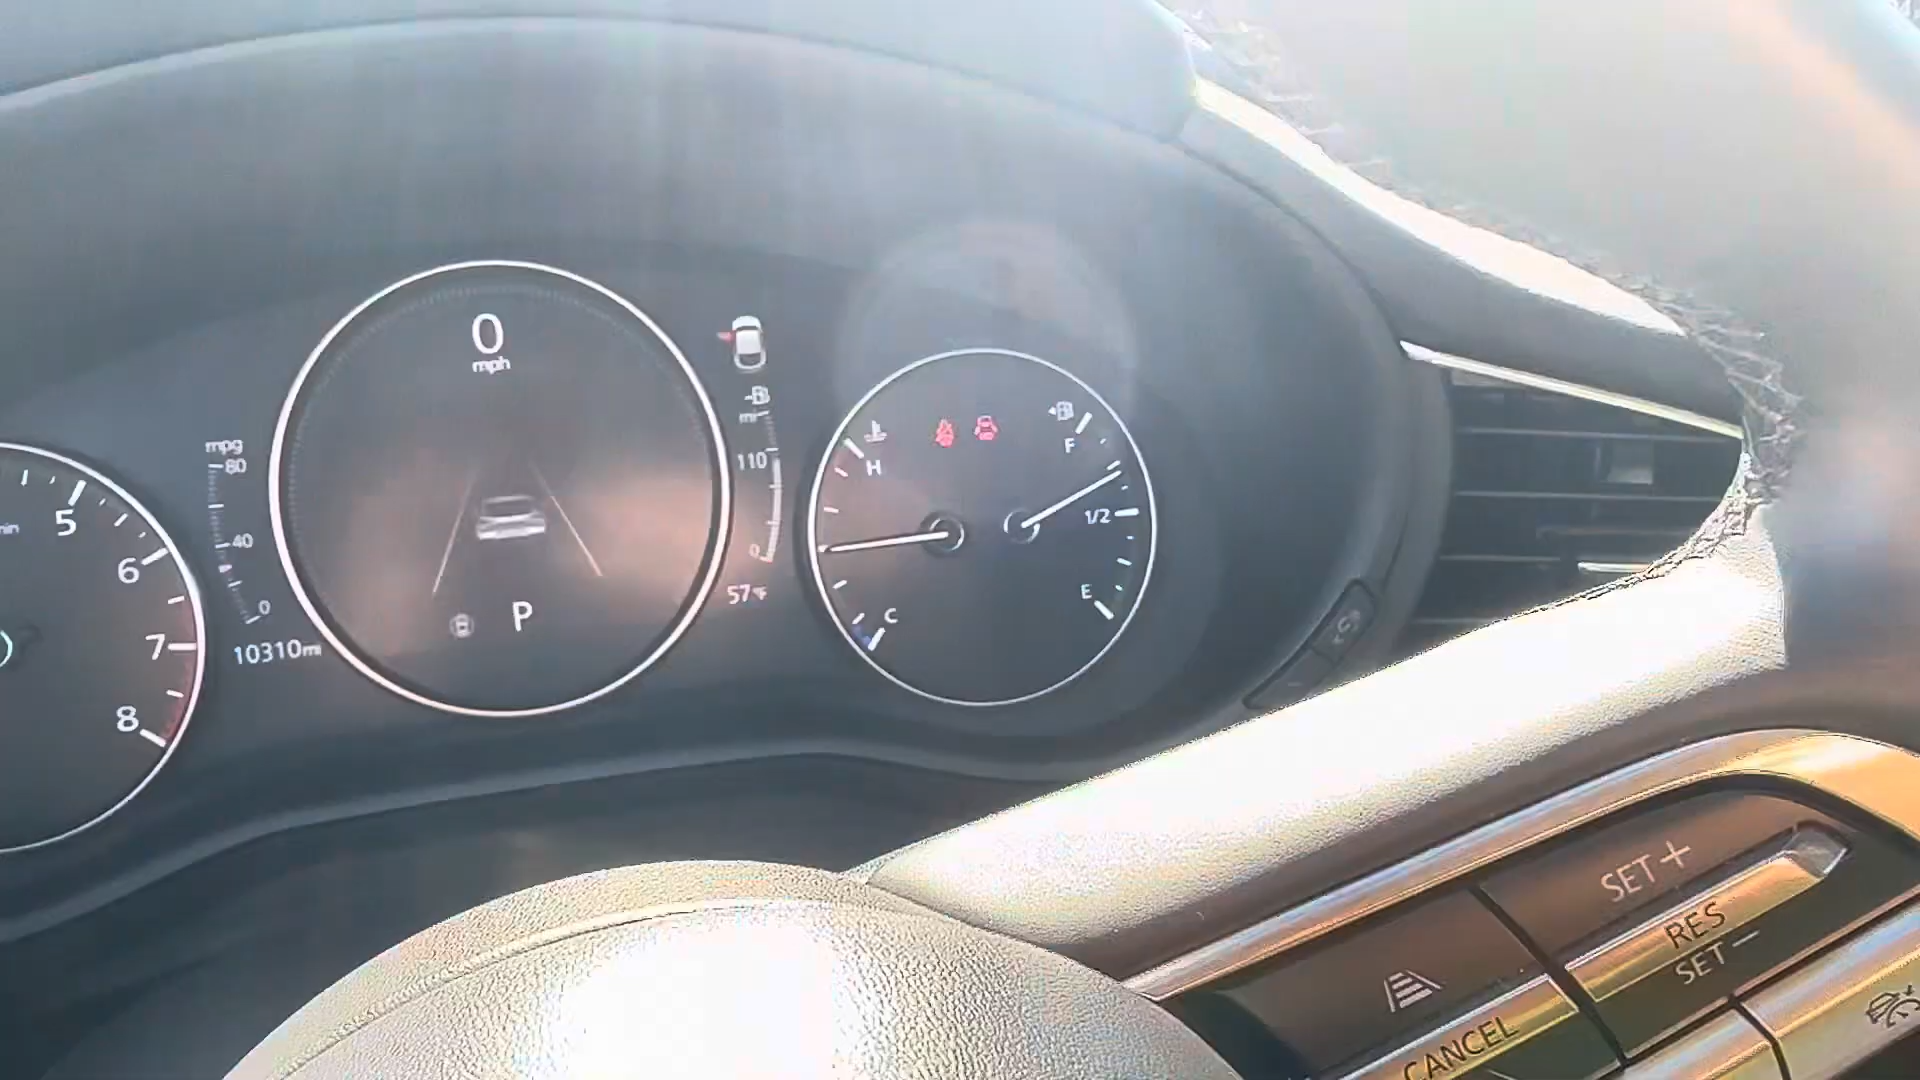 0
mph
mpg
80
40
0
10310mi
P
mi
110
0
57°F
5
6
7
8
H
C
F
1/2
E
SET+
RES
SET−
CANCEL